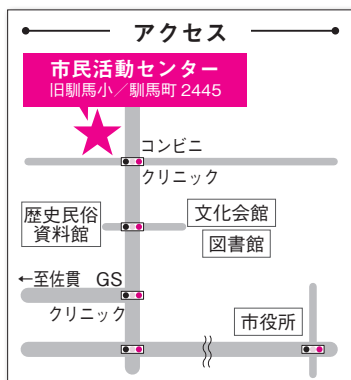 アクセス
市民活動センター
旧馴馬小／馴馬町 2445
コンビニ
クリニック
歴史民俗
資料館
文化会館
図書館
←至佐貫 GS
クリニック
市役所